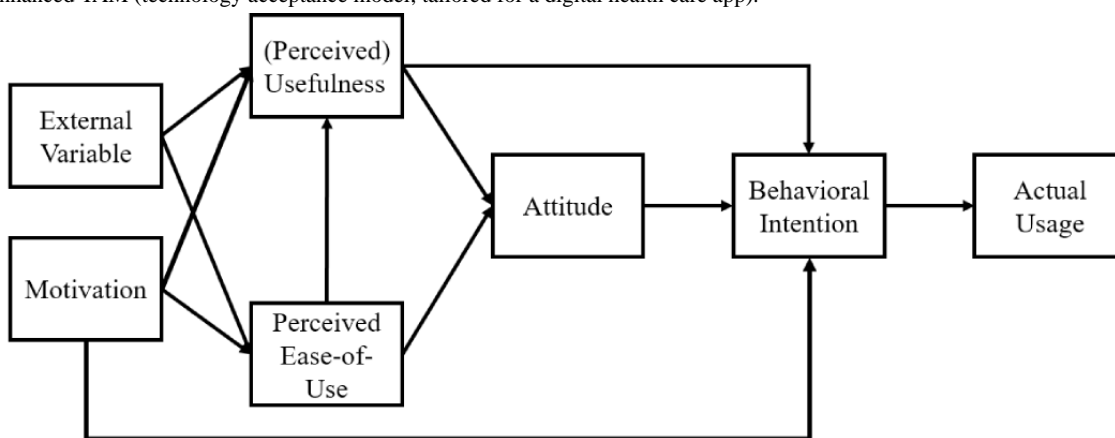 enhanced TAM (technology acceptance model; tailored for a digital health care app).
(Perceived)
Usefulness
External
Variable
Attitude
Behavioral
Intention
Actual
Usage
Motivation
Perceived
Ease-of-
Use